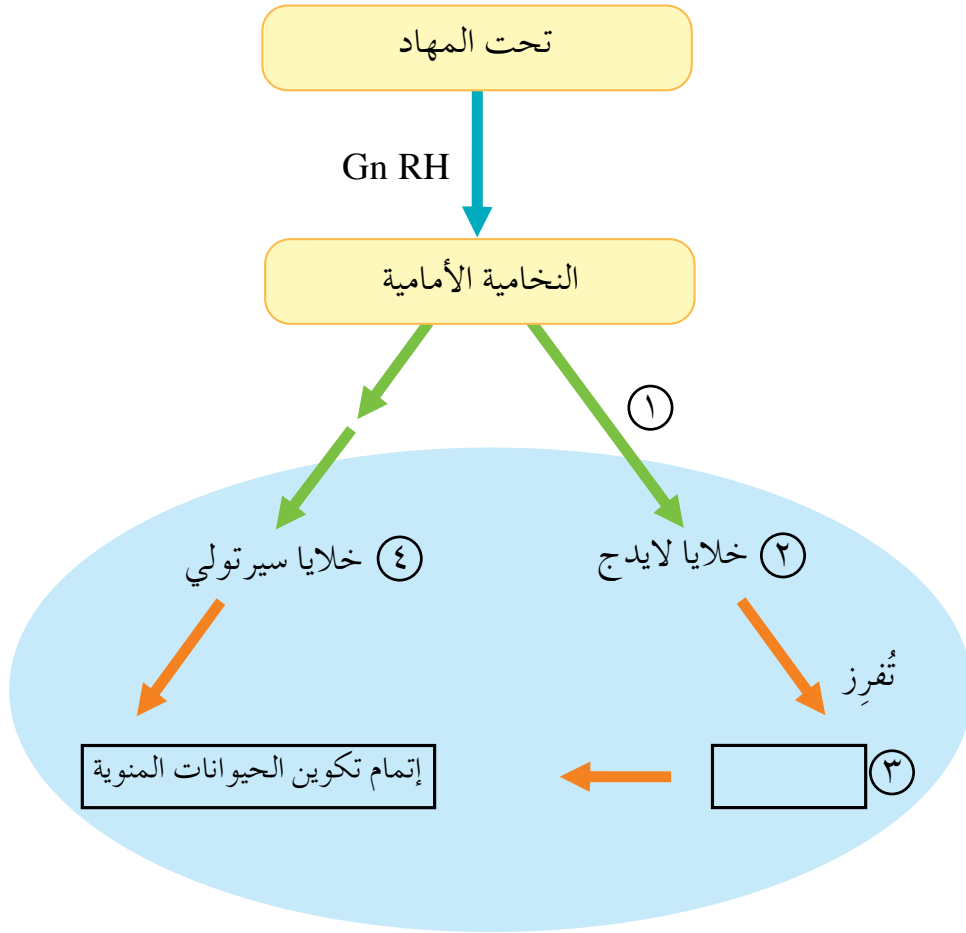 تحت المهاد
Gn RH
النخامية الأمامية
١
٢ خلايا لايدج
٤ خلايا سيرتولي
تُفرِز
٣
إتمام تكوين الحيوانات المنوية